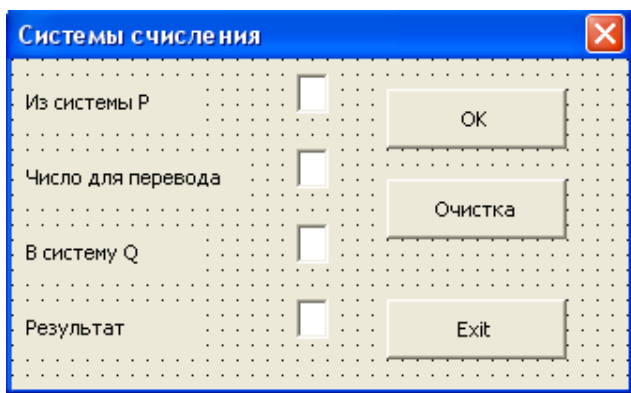 Системы счисления
Из системы P
OK
Число для перевода
Очистка
В систему Q
Результат
Exit